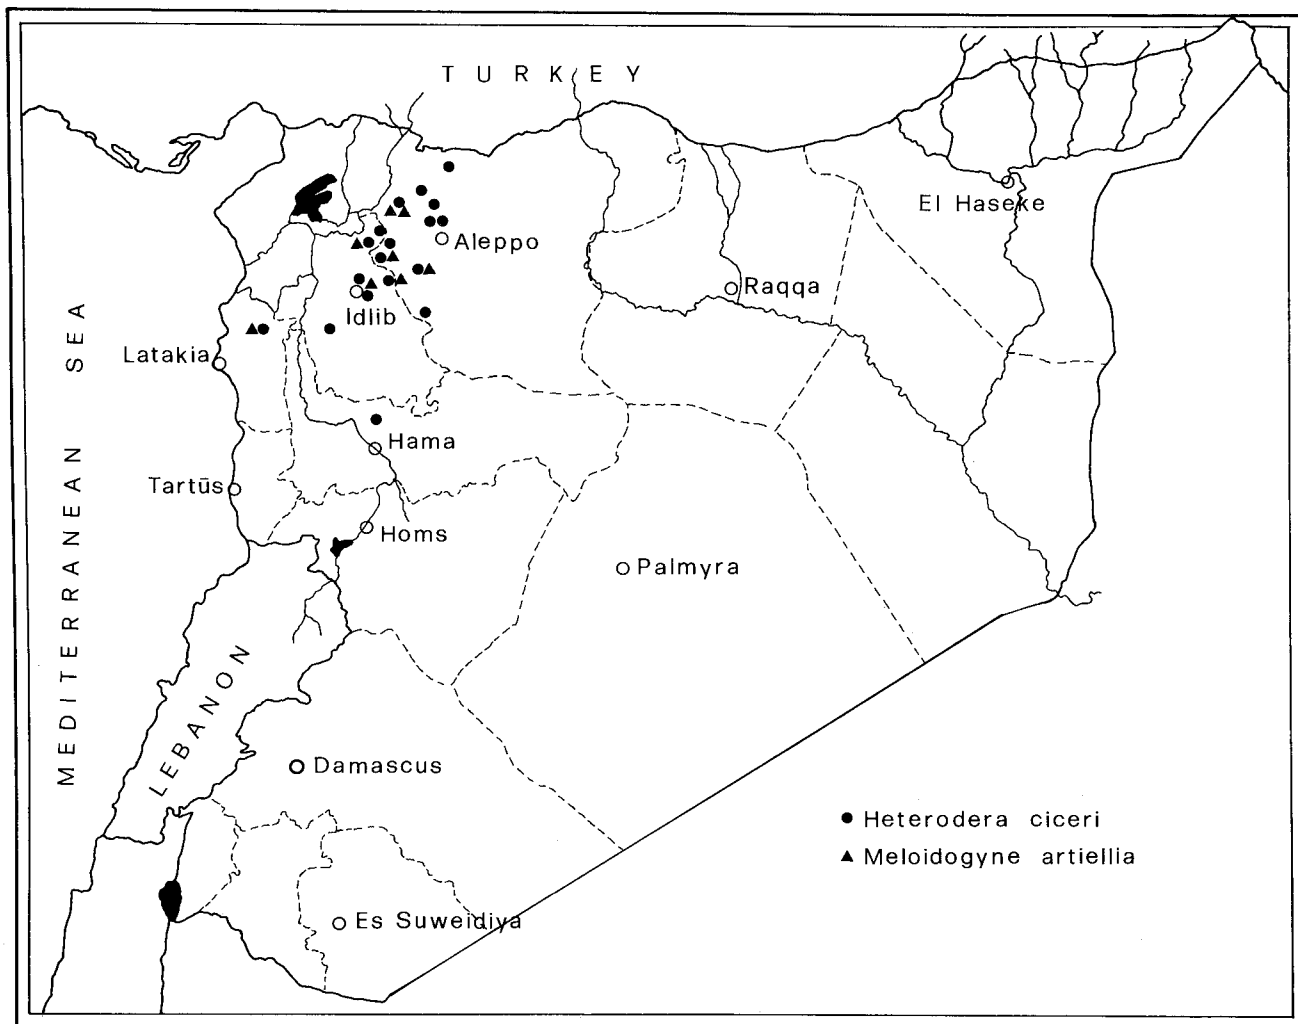 TURKEY
El Haseke
Aleppo
Raqqa
Idlib
Latakia
MEDITERRANEAN SEA
Hama
Tartūs
Homs
Palmyra
LEBANON
Damascus
Heterodera ciceri
Meloidogyne artiellia
Es Suweidiya